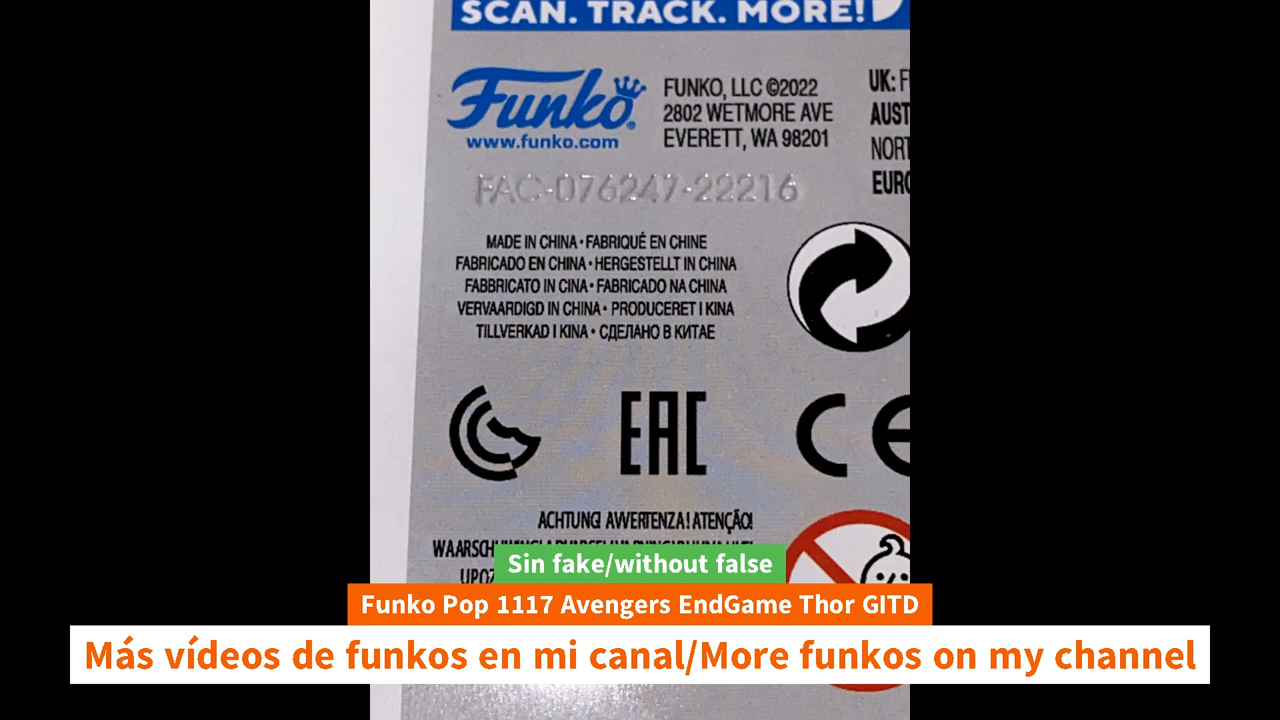 SCAN. TRACK. MORE!
Funko
www.funko.com
FUNKO, LLC ©2022
2802 WETMORE AVE
EVERETT, WA 98201
UK:
AUST
NORT
EURO
FAC-076247-22216
MADE IN CHINA • FABRIQUÉ EN CHINE
FABRICADO EN CHINA • HERGESTELLT IN CHINA
FABBRICATO IN CINA • FABRICADO NA CHINA
VERVAARDIGD IN CHINA • PRODUCERET I KINA
TILLVERKAD I KINA • СДЕЛАНО В КИТАЕ
EAC
CE
ACHTUNG! AVVERTENZA! ATENÇÃO!
Sin fake/without false
Funko Pop 1117 Avengers EndGame Thor GITD
Más vídeos de funkos en mi canal/More funkos on my channel